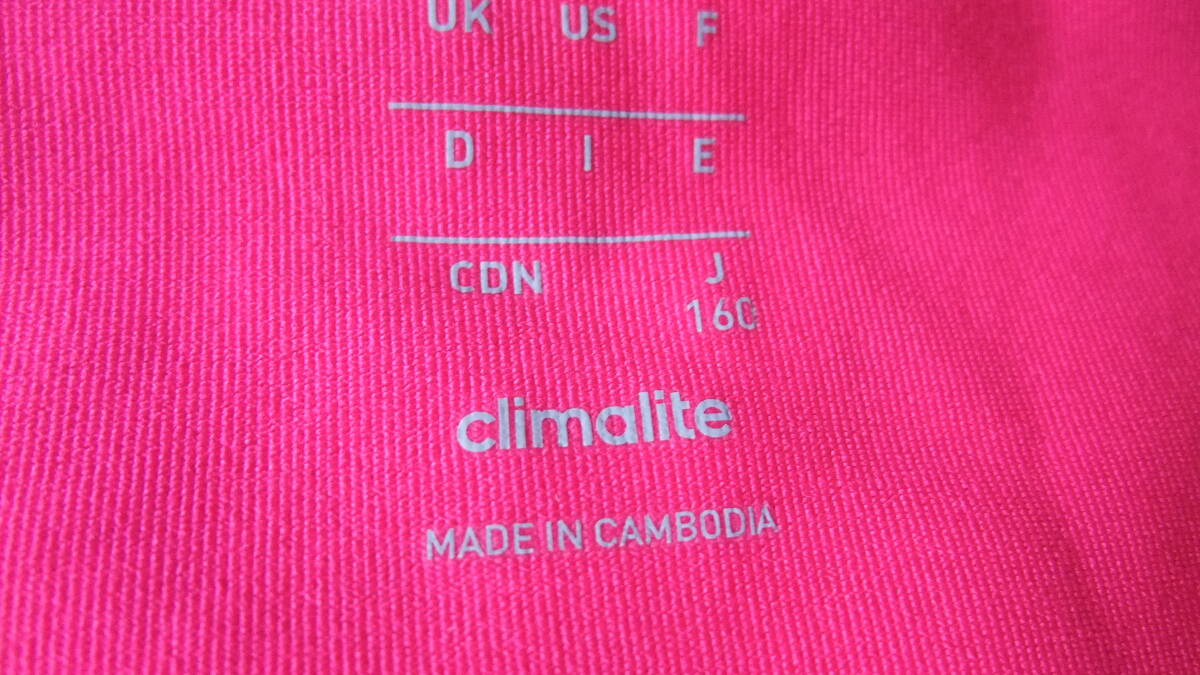 UK US F
D I E
CDN J
160
climalite
MADE IN CAMBODIA